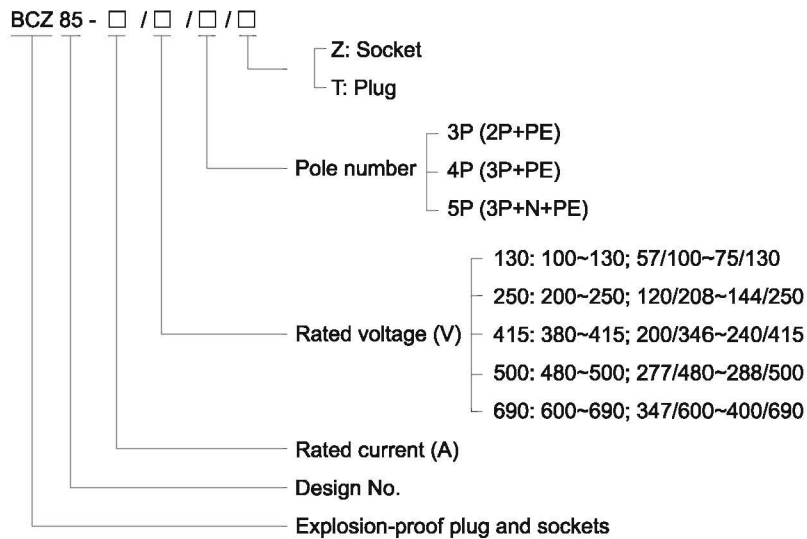 BCZ 85 - □ / □ / □ / □
Z: Socket
T: Plug
3P (2P+PE)
Pole number
4P (3P+PE)
5P (3P+N+PE)
130: 100~130; 57/100~75/130
250: 200~250; 120/208~144/250
Rated voltage (V)
415: 380~415; 200/346~240/415
500: 480~500; 277/480~288/500
690: 600~690; 347/600~400/690
Rated current (A)
Design No.
Explosion-proof plug and sockets